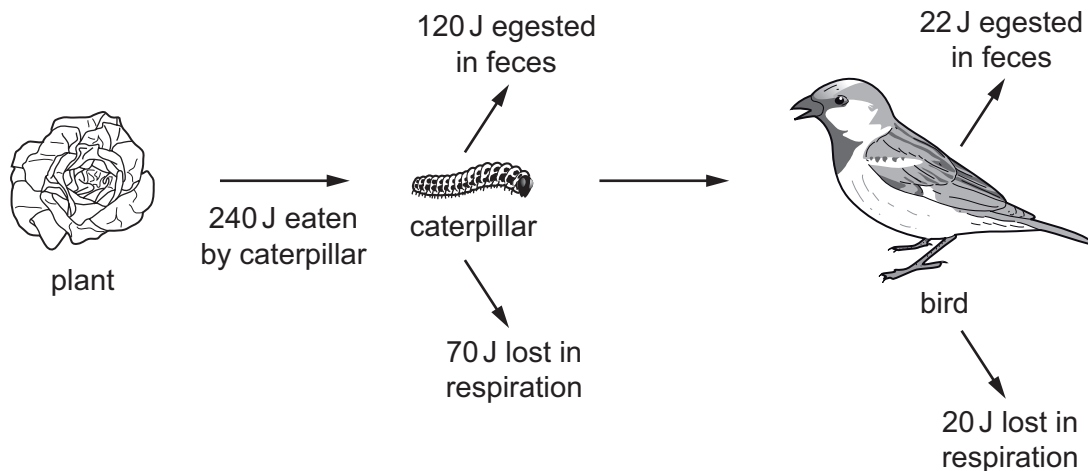 120 J egested
in feces
22 J egested
in feces
240 J eaten
by caterpillar
caterpillar
plant
bird
70 J lost in
respiration
20 J lost in
respiration